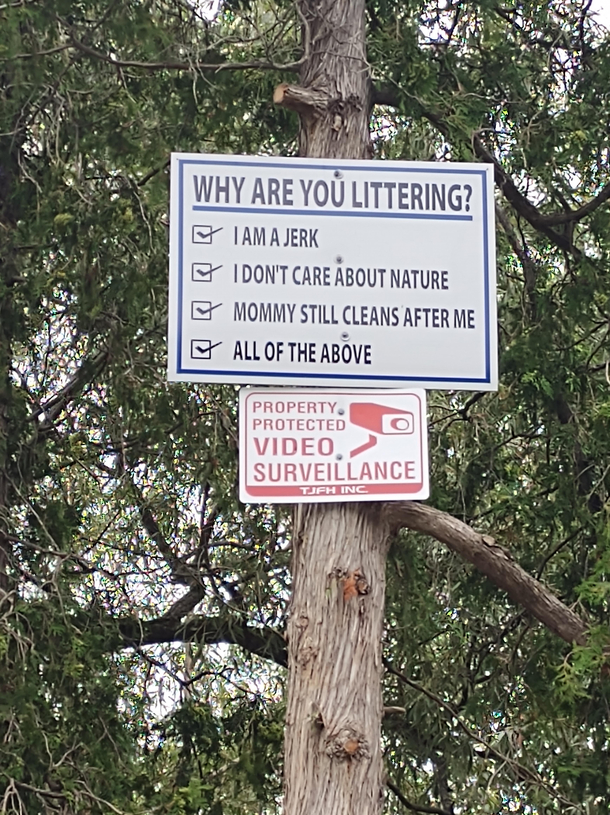 WHY ARE YOU LITTERING?
I AM A JERK
I DON'T CARE ABOUT NATURE
MOMMY STILL CLEANS AFTER ME
ALL OF THE ABOVE
PROPERTY
PROTECTED
VIDEO
SURVEILLANCE
TJFH INC.